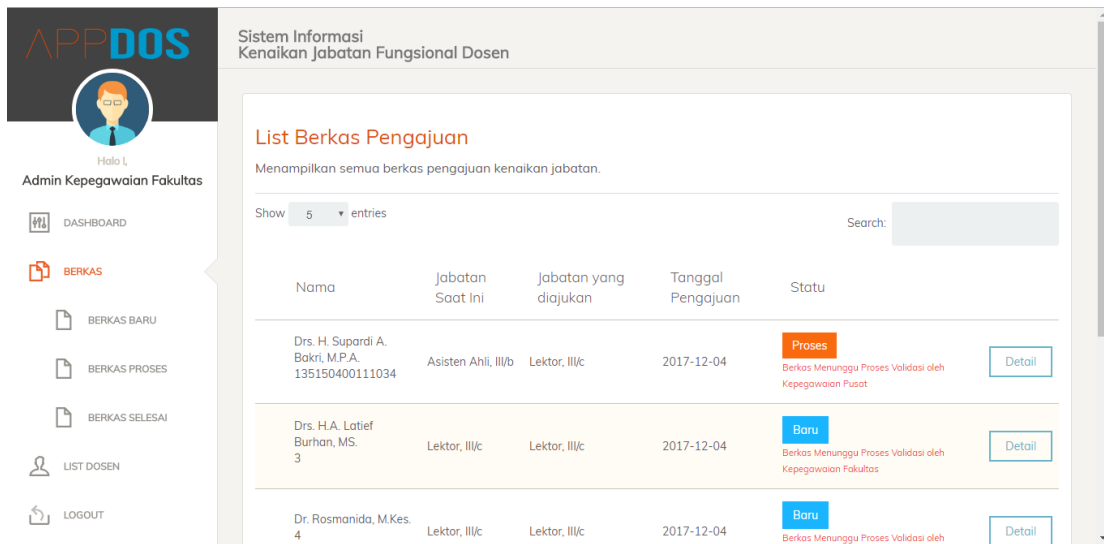 APPDOS
Sistem Informasi
Kenaikan Jabatan Fungsional Dosen
Halo I,
Admin Kepegawaian Fakultas
DASHBOARD
BERKAS
BERKAS BARU
BERKAS PROSES
BERKAS SELESAI
LIST DOSEN
LOGOUT
List Berkas Pengajuan
Menampilkan semua berkas pengajuan kenaikan jabatan.
Show 5 entries
Search:
Nama
Jabatan
Saat Ini
Jabatan yang
diajukan
Tanggal
Pengajuan
Statu
Drs. H. Supardi A.
Bakri, M.P.A.
135150400111034
Asisten Ahli, III/b
Lektor, III/c
2017-12-04
Proses
Berkas Menunggu Proses Validasi oleh
Kepegawaian Pusat
Detail
Drs. H.A. Latief
Burhan, MS.
3
Lektor, III/c
Lektor, III/c
2017-12-04
Baru
Berkas Menunggu Proses Validasi oleh
Kepegawaian Fakultas
Detail
Dr. Rosmanida, M.Kes.
4
Lektor, III/c
Lektor, III/c
2017-12-04
Baru
Berkas Menunggu Proses Validasi oleh
Detail